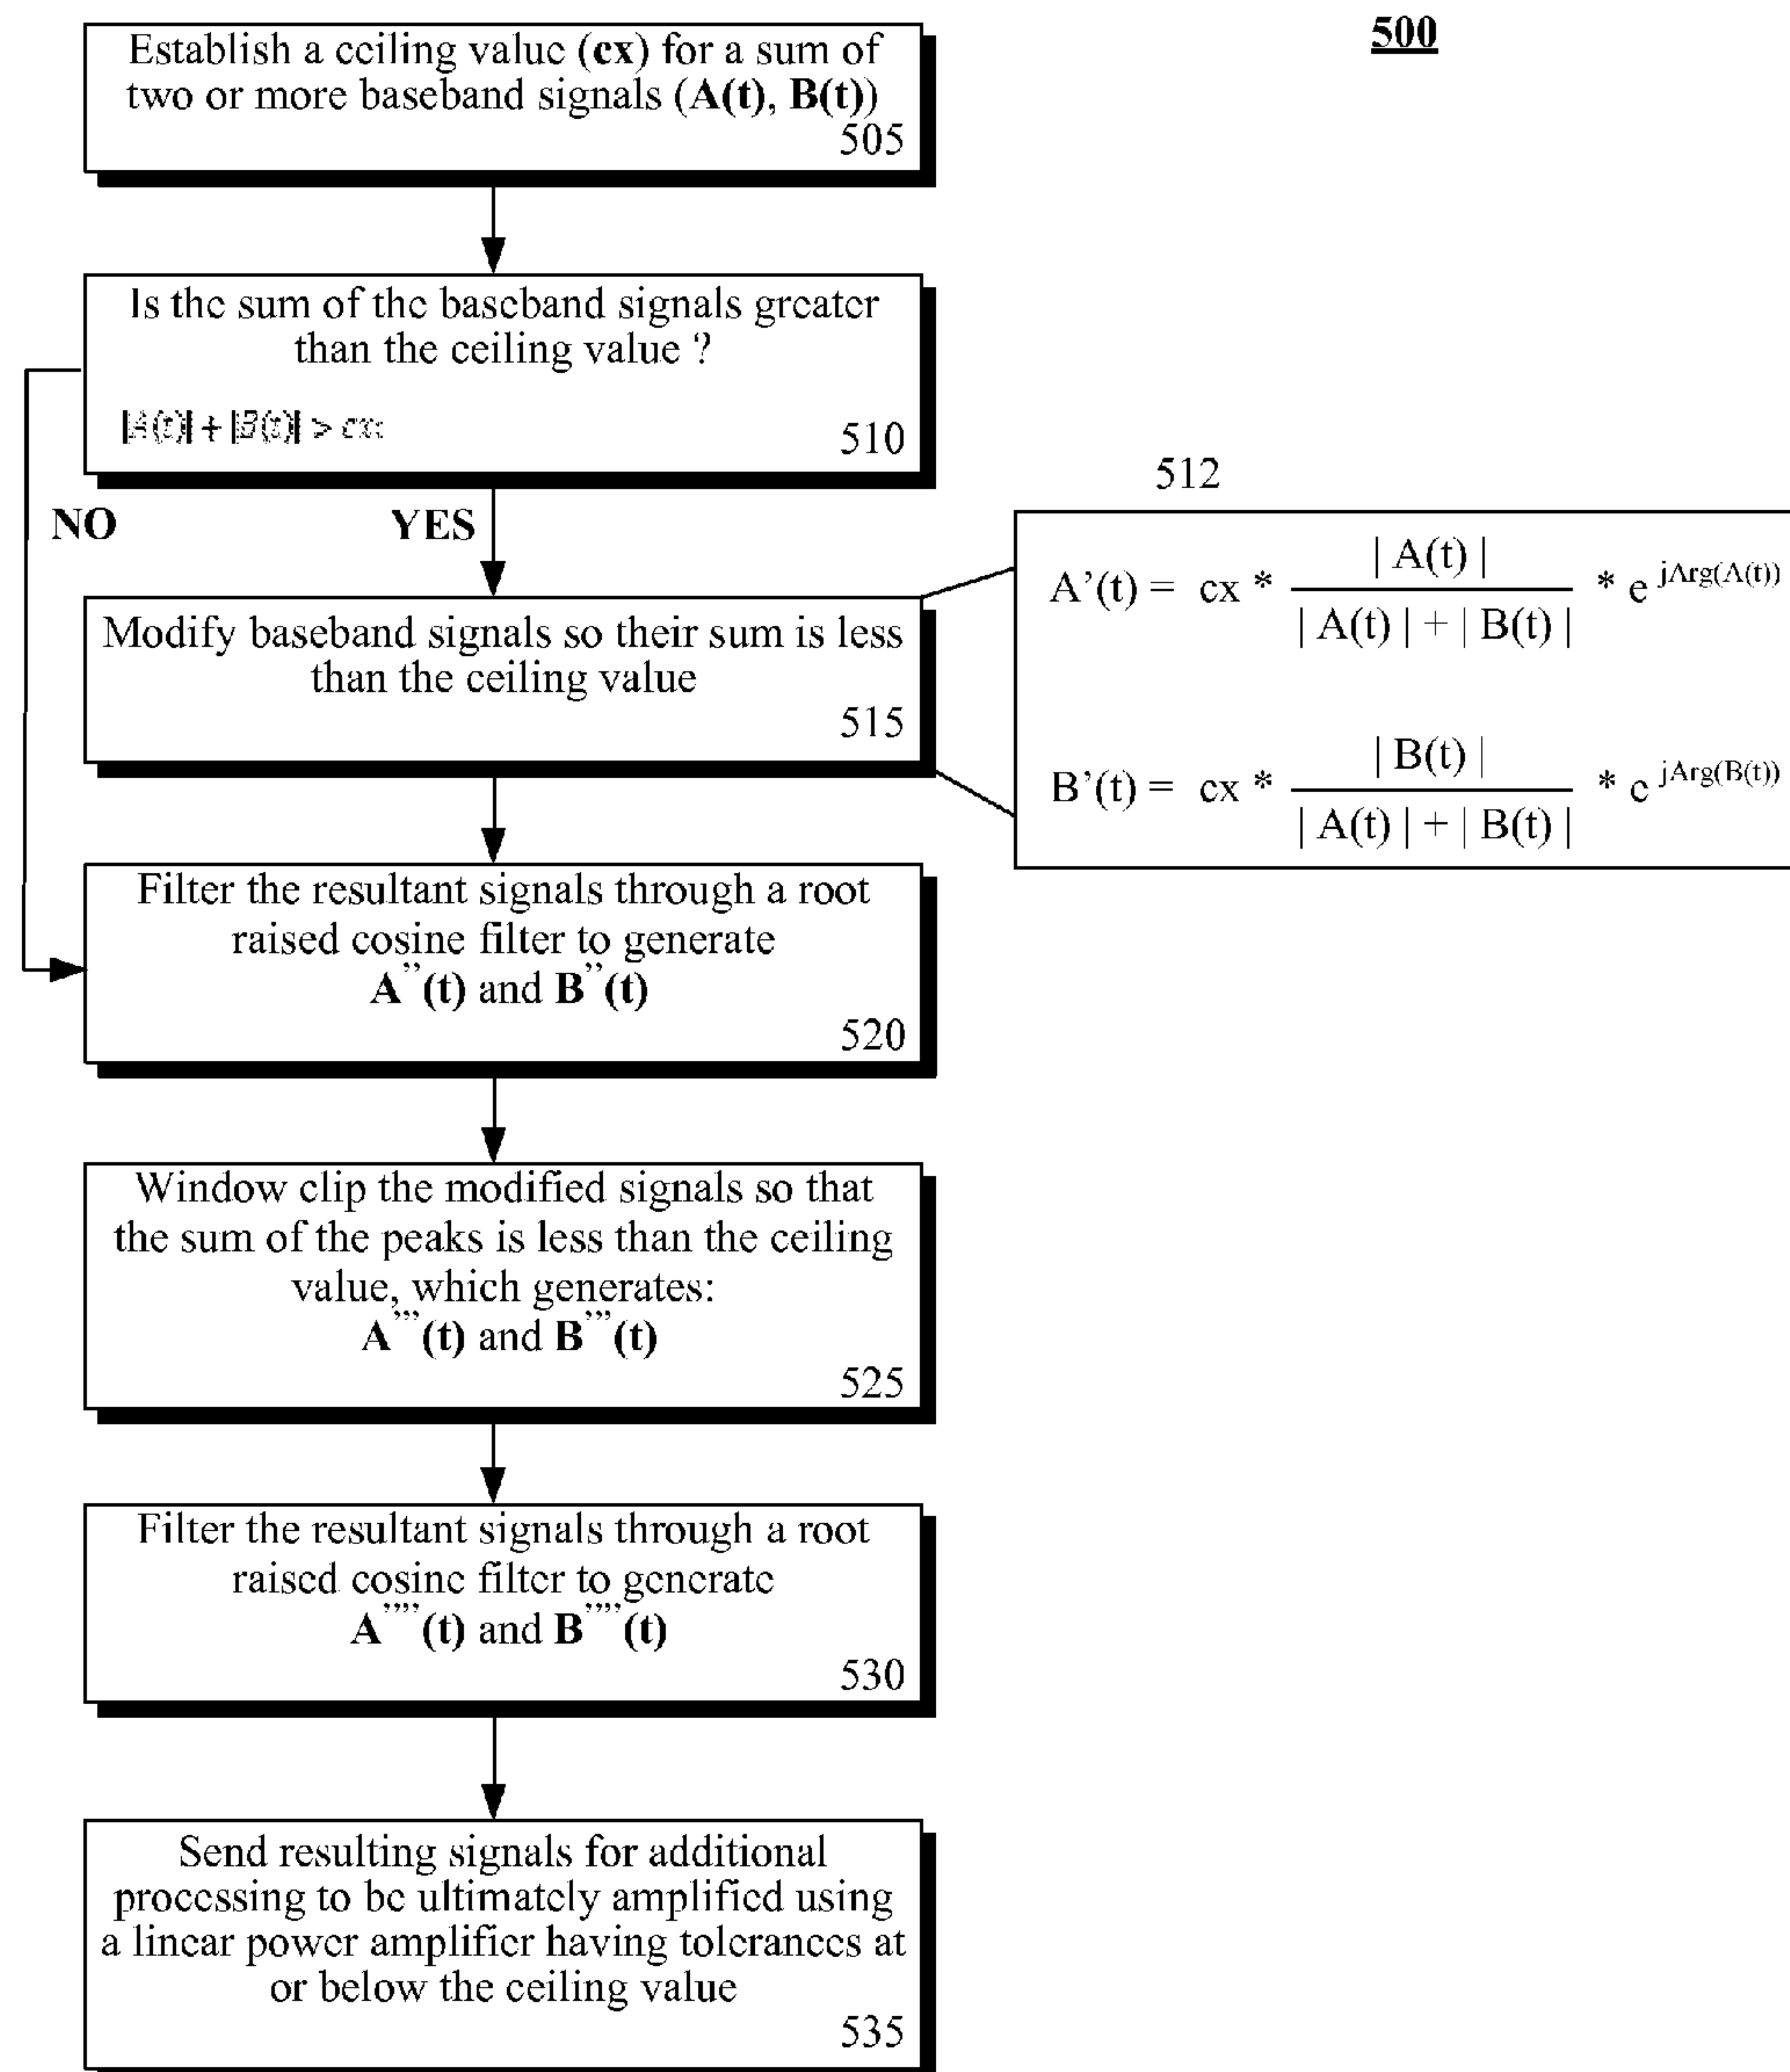 500
Establish a ceiling value (cx) for a sum of
two or more baseband signals (A(t), B(t))
505
Is the sum of the baseband signals greater
than the ceiling value ?
|A(t)| + |B(t)| > cx
510
NO
YES
512
A’(t) = cx * | A(t) | / | A(t) | + | B(t) | * e jArg(A(t))
B’(t) = cx * | B(t) | / | A(t) | + | B(t) | * e jArg(B(t))
Modify baseband signals so their sum is less
than the ceiling value
515
Filter the resultant signals through a root
raised cosine filter to generate
A’’(t) and B’’(t)
520
Window clip the modified signals so that
the sum of the peaks is less than the ceiling
value, which generates:
A’’’(t) and B’’’(t)
525
Filter the resultant signals through a root
raised cosine filter to generate
A’’’’(t) and B’’’’(t)
530
Send resulting signals for additional
processing to be ultimately amplified using
a linear power amplifier having tolerances at
or below the ceiling value
535